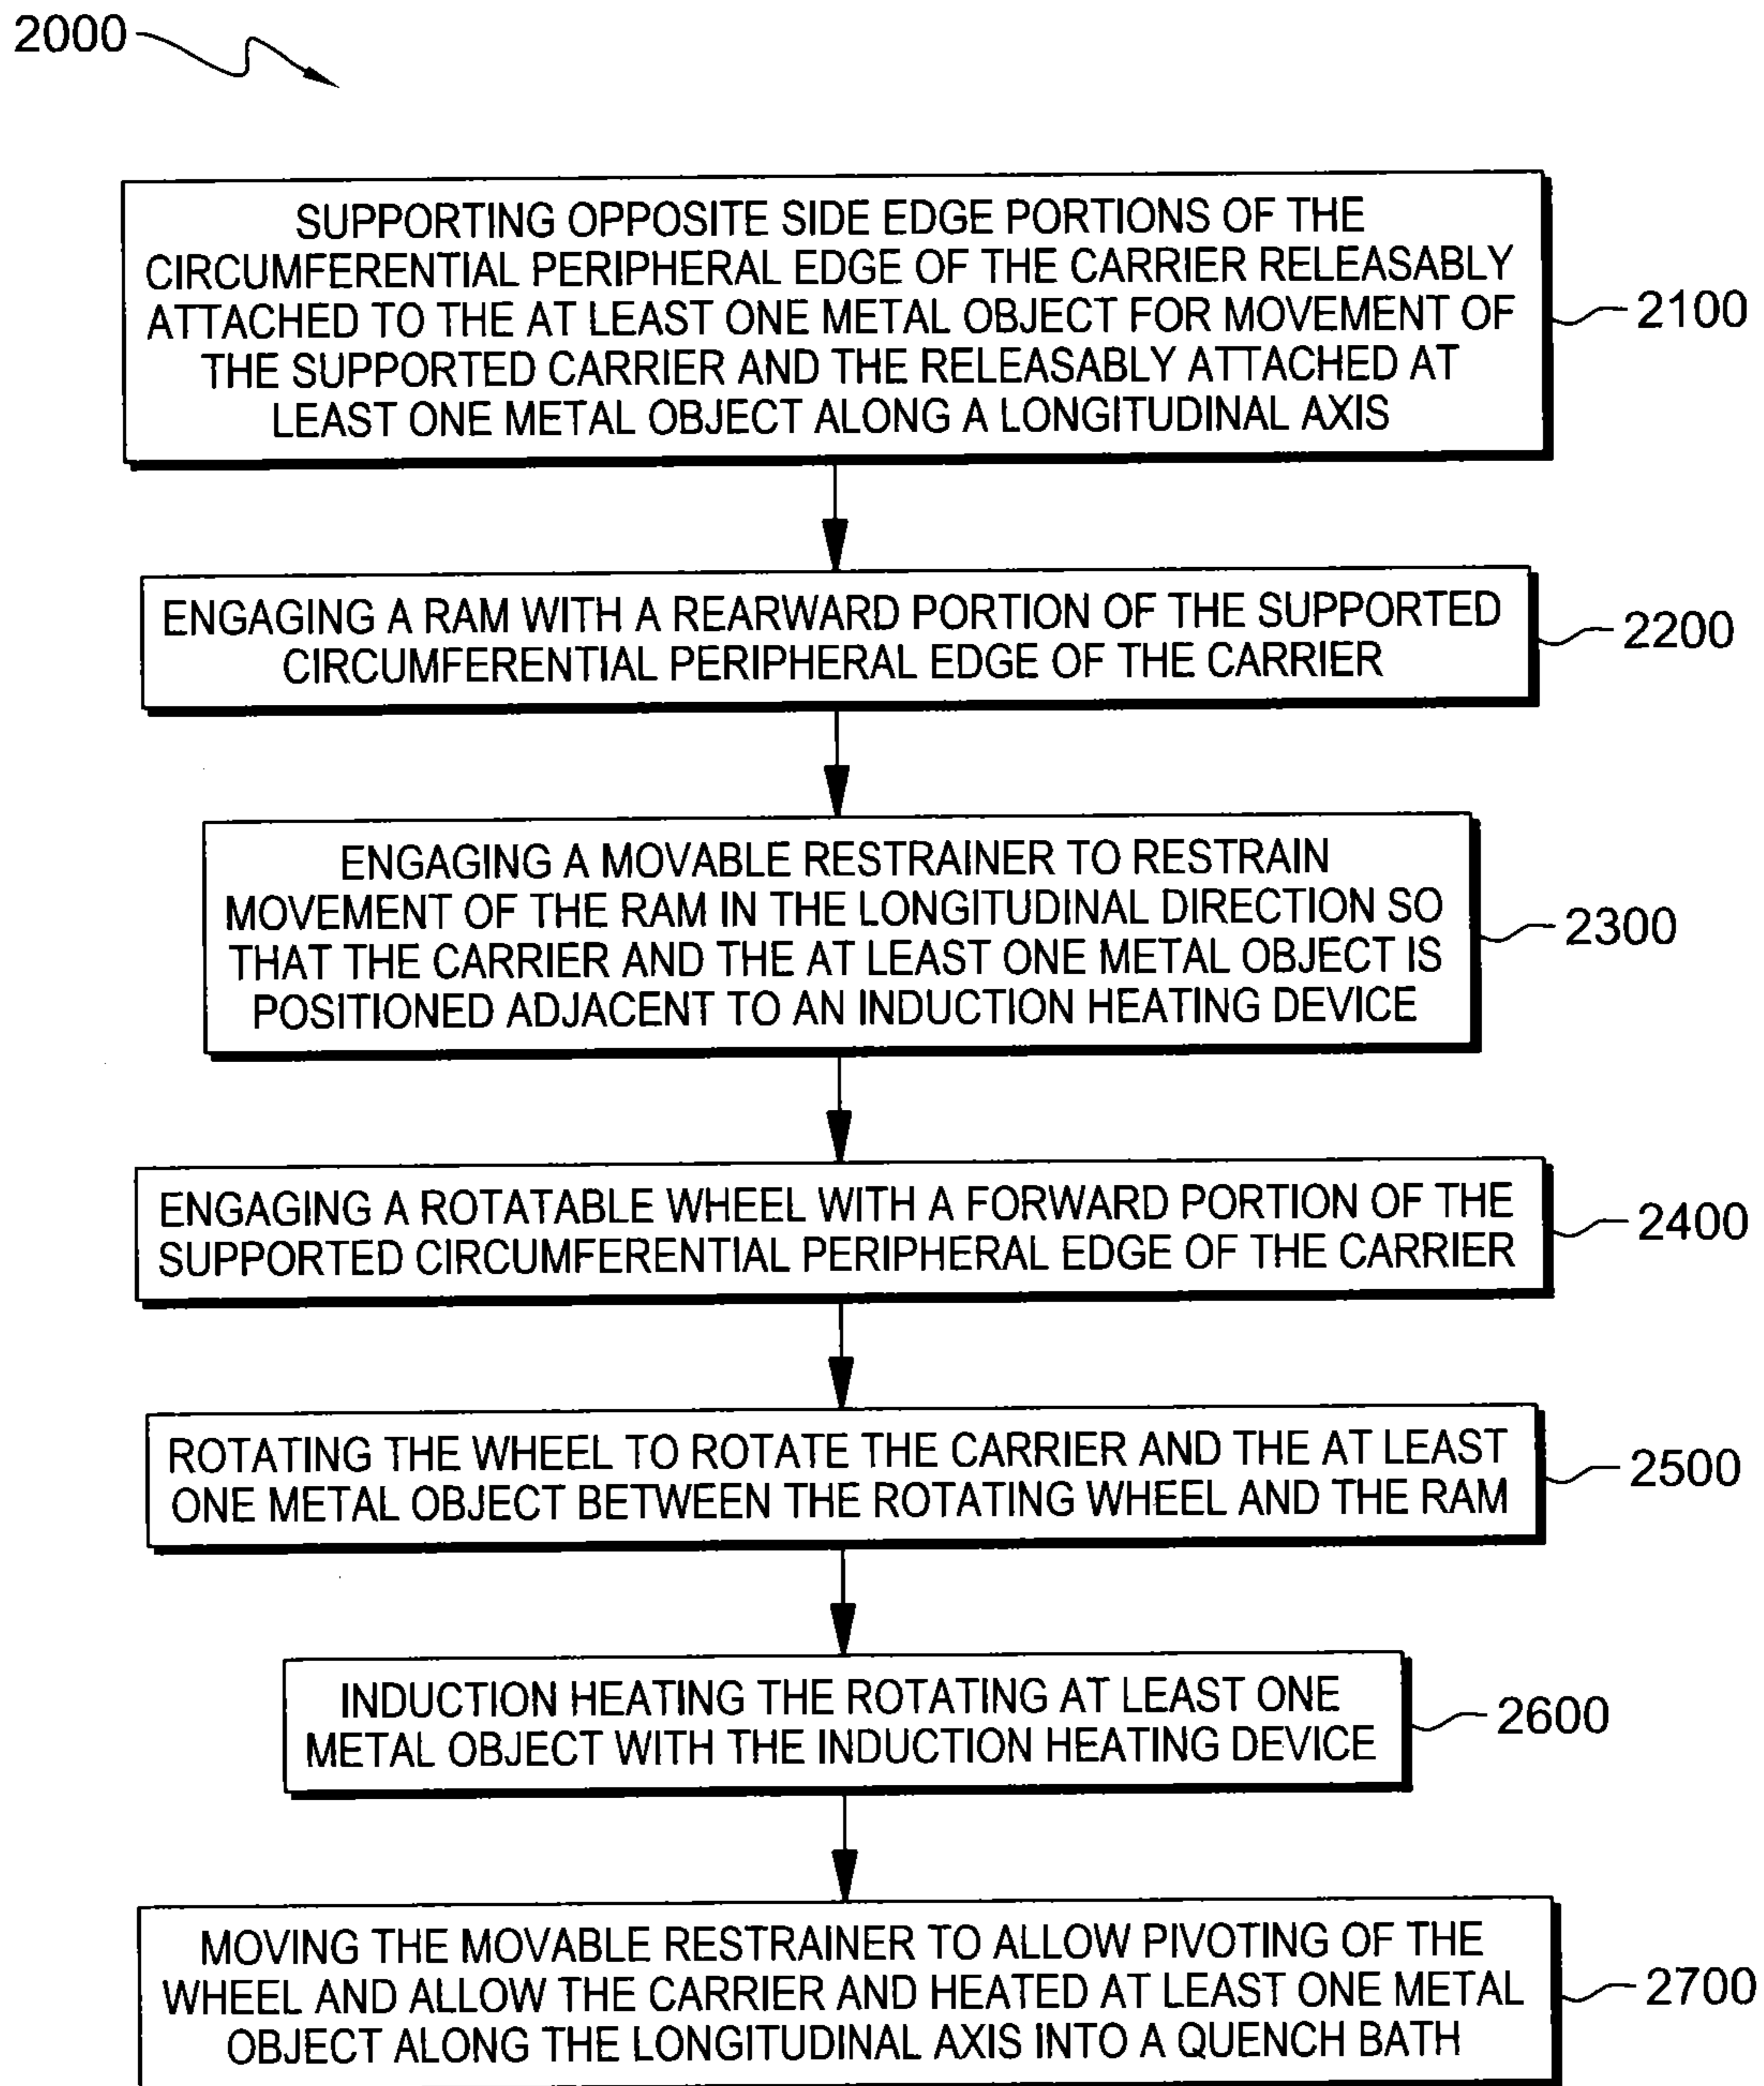 2000
SUPPORTING OPPOSITE SIDE EDGE PORTIONS OF THE
CIRCUMFERENTIAL PERIPHERAL EDGE OF THE CARRIER RELEASABLY
ATTACHED TO THE AT LEAST ONE METAL OBJECT FOR MOVEMENT OF
THE SUPPORTED CARRIER AND THE RELEASABLY ATTACHED AT
LEAST ONE METAL OBJECT ALONG A LONGITUDINAL AXIS
2100
ENGAGING A RAM WITH A REARWARD PORTION OF THE SUPPORTED
CIRCUMFERENTIAL PERIPHERAL EDGE OF THE CARRIER
2200
ENGAGING A MOVABLE RESTRAINER TO RESTRAIN
MOVEMENT OF THE RAM IN THE LONGITUDINAL DIRECTION SO
THAT THE CARRIER AND THE AT LEAST ONE METAL OBJECT IS
POSITIONED ADJACENT TO AN INDUCTION HEATING DEVICE
2300
ENGAGING A ROTATABLE WHEEL WITH A FORWARD PORTION OF THE
SUPPORTED CIRCUMFERENTIAL PERIPHERAL EDGE OF THE CARRIER
2400
ROTATING THE WHEEL TO ROTATE THE CARRIER AND THE AT LEAST
ONE METAL OBJECT BETWEEN THE ROTATING WHEEL AND THE RAM
2500
INDUCTION HEATING THE ROTATING AT LEAST ONE
METAL OBJECT WITH THE INDUCTION HEATING DEVICE
2600
MOVING THE MOVABLE RESTRAINER TO ALLOW PIVOTING OF THE
WHEEL AND ALLOW THE CARRIER AND HEATED AT LEAST ONE METAL
OBJECT ALONG THE LONGITUDINAL AXIS INTO A QUENCH BATH
2700